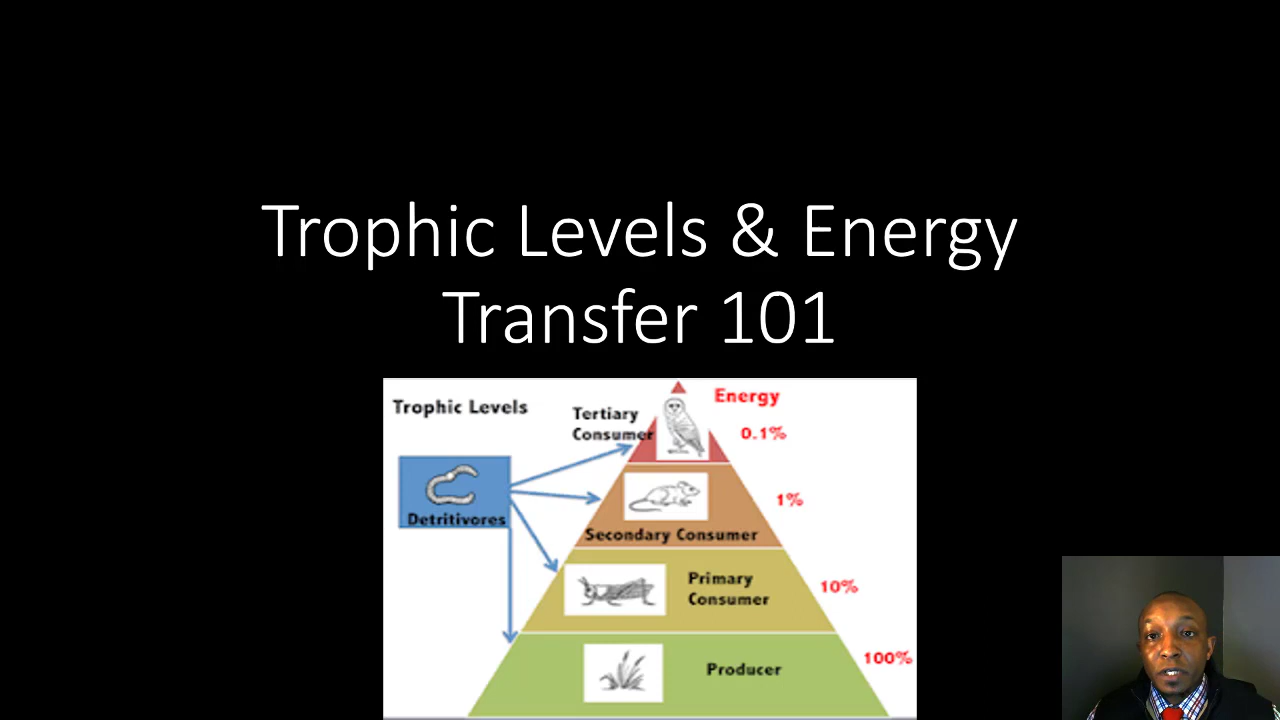 Trophic Levels & Energy
Transfer 101
Trophic Levels
Tertiary
Consumer
Energy
0.1%
1%
Detritivores
Secondary Consumer
Primary
Consumer
10%
Producer
100%